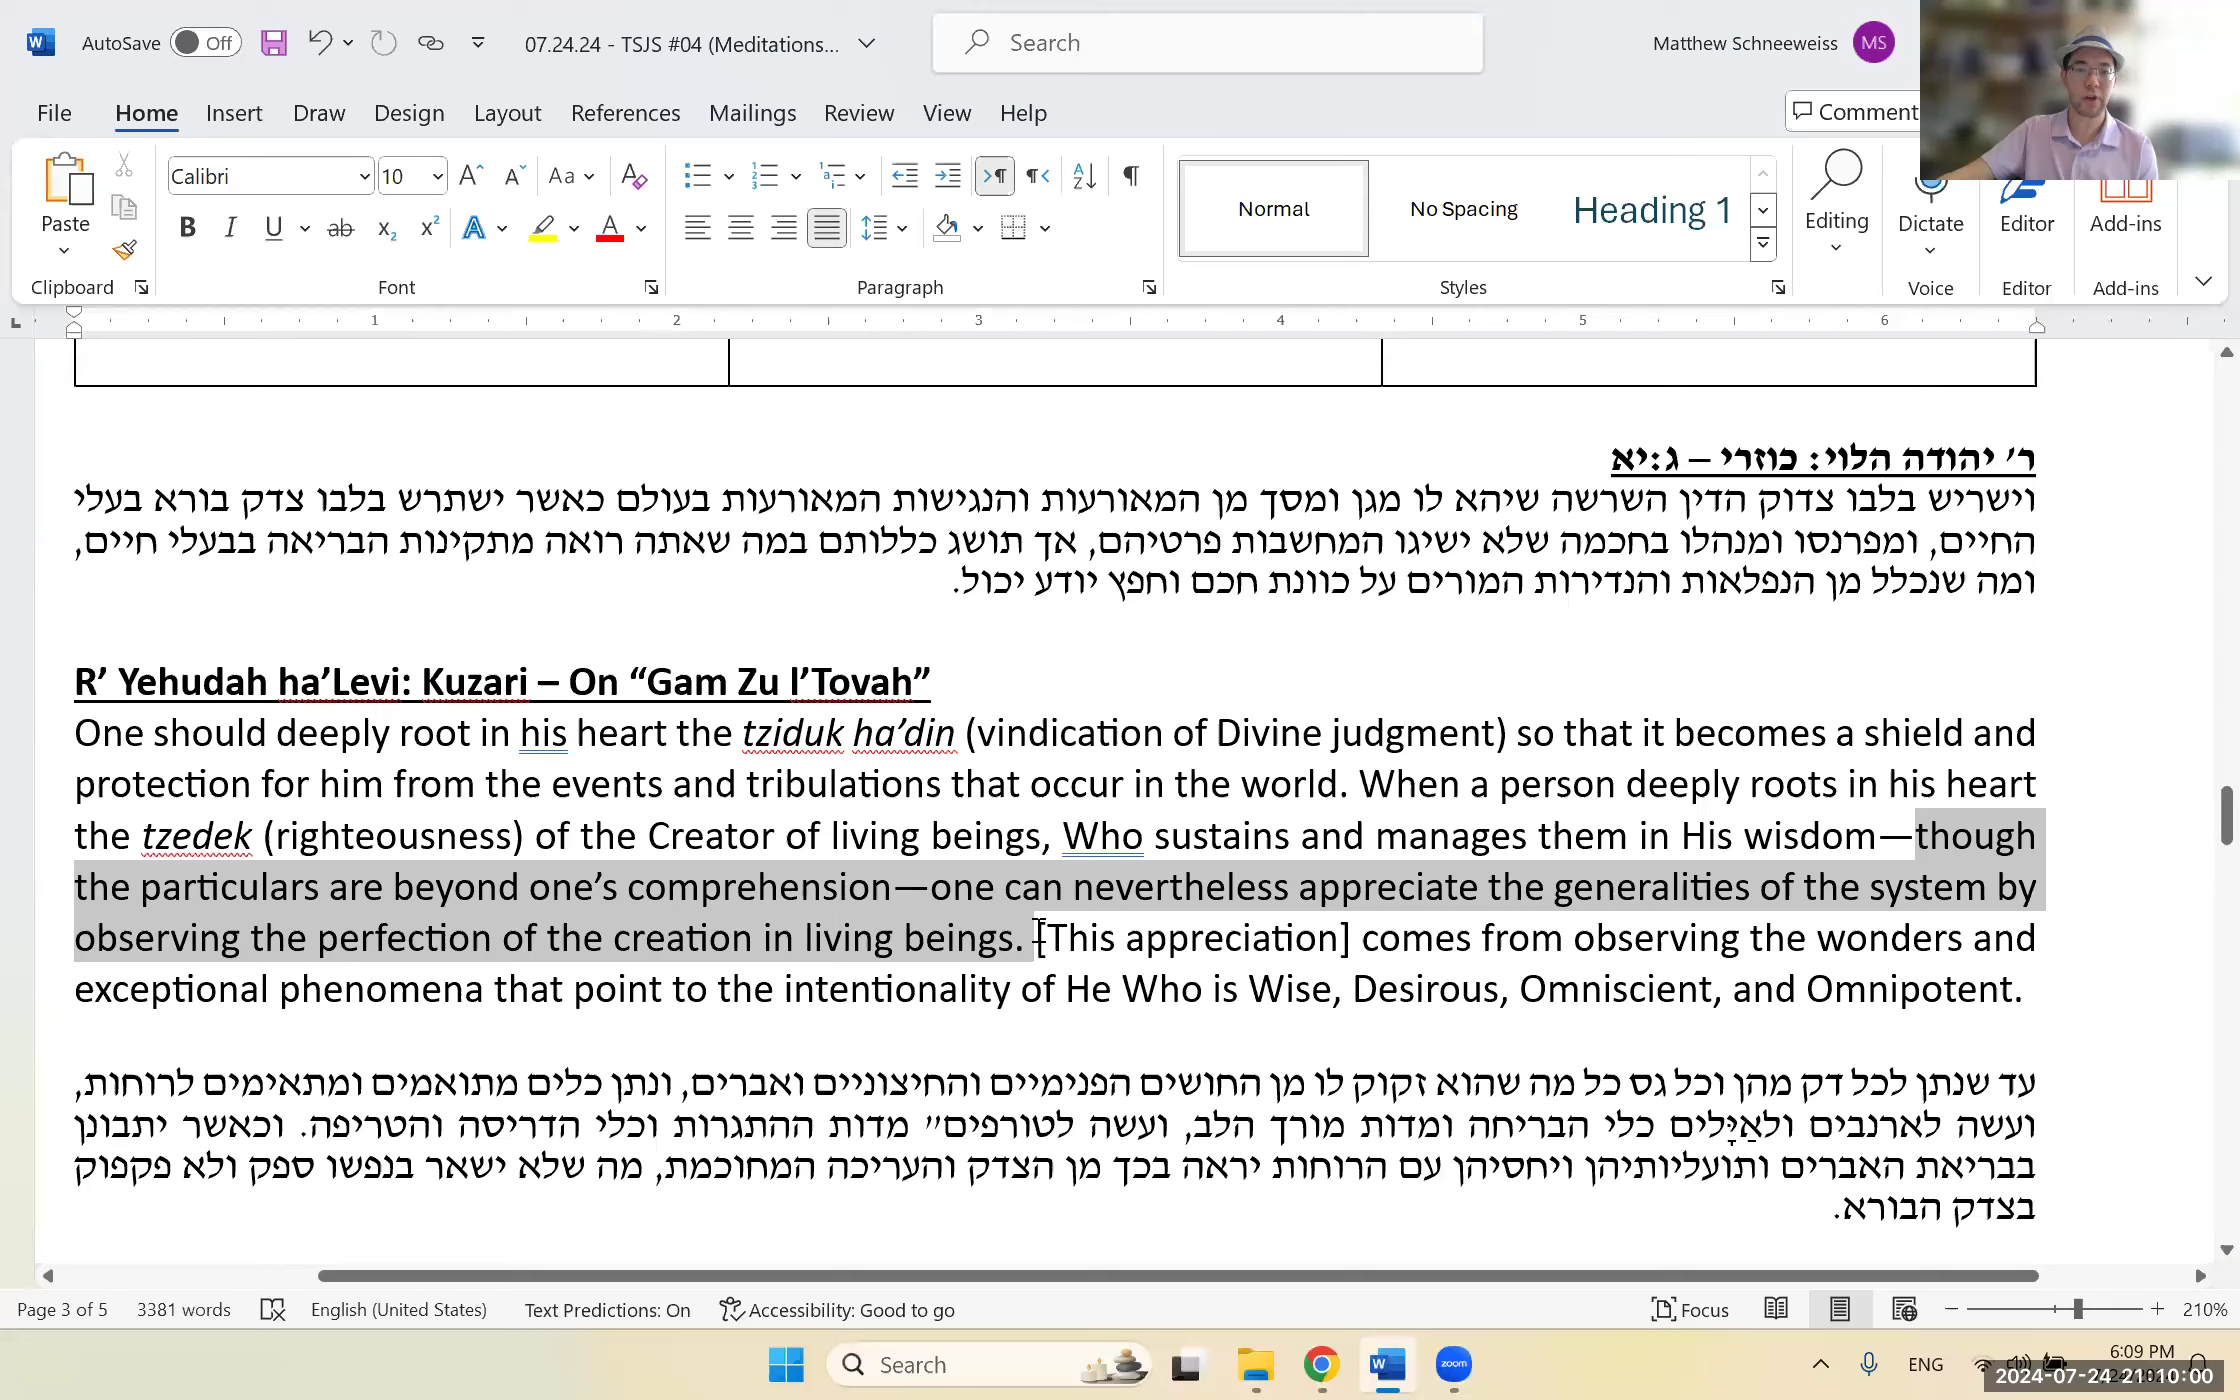 AutoSave Off 07.24.24 - TSJS #04 (Meditations... Search Matthew Schneeweiss MS
File Home Insert Draw Design Layout References Mailings Review View Help Comment
Paste Calibri 10 Normal No Spacing Heading 1 Editing Dictate Editor Add-ins
Clipboard Font Paragraph Styles Voice Editor Add-ins
1 2 3 4 5 6
ר׳ יהודה הלוי: כוזרי – ג:יא
וישריש בלבו צדוק הדין השרשה שיהא לו מגן ומסך מן המאורעות והנגישות המאורעות בעולם כאשר ישתרש בלבו צדק בורא בעלי
החיים, ומפרנסו ומנהלו בחכמה שלא ישיגו המחשבות פרטיהם, אך תושג כללותם במה שאתה רואה מתקינות הבריאה בבעלי חיים,
ומה שנכלל מן הנפלאות והנדירות המורים על כוונת חכם וחפץ יודע יכול.
R’ Yehudah ha’Levi: Kuzari – On “Gam Zu l’Tovah”
One should deeply root in his heart the tziduk ha’din (vindication of Divine judgment) so that it becomes a shield and
protection for him from the events and tribulations that occur in the world. When a person deeply roots in his heart
the tzedek (righteousness) of the Creator of living beings, Who sustains and manages them in His wisdom—though
the particulars are beyond one’s comprehension—one can nevertheless appreciate the generalities of the system by
observing the perfection of the creation in living beings. [This appreciation] comes from observing the wonders and
exceptional phenomena that point to the intentionality of He Who is Wise, Desirous, Omniscient, and Omnipotent.
עד שנתן לכל דק מהן וכל גס כל מה שהוא זקוק לו מן החושים הפנימיים והחיצוניים ואברים, ונתן כלים מתואמים ומתאימים לרוחות,
ועשה לארנבים ולאַיָּלים כלי הבריחה ומדות מורך הלב, ועשה לטורפים״ מדות ההתגרות וכלי הדריסה והטריפה. וכאשר יתבונן
בבריאת האברים ותועליותיהן ויחסיהן עם הרוחות יראה בכך מן הצדק והעריכה המחוכמת, מה שלא ישאר בנפשו ספק ולא פקפוק
בצדק הבורא.
Page 3 of 5 3381 words English (United States) Text Predictions: On Accessibility: Good to go Focus 210%
Search zoom ENG 6:09 PM
2024-07-24 21:10:00